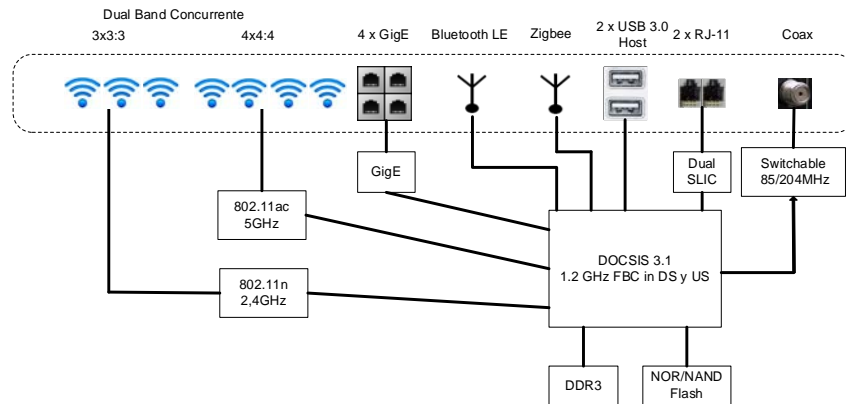 Dual Band Concurrente
3x3:3
4x4:4
4 x GigE
Bluetooth LE
Zigbee
2 x USB 3.0
Host
2 x RJ-11
Coax
GigE
Dual
SLIC
Switchable
85/204MHz
802.11ac
5GHz
DOCSIS 3.1
1.2 GHz FBC in DS y US
802.11n
2,4GHz
DDR3
NOR/NAND
Flash